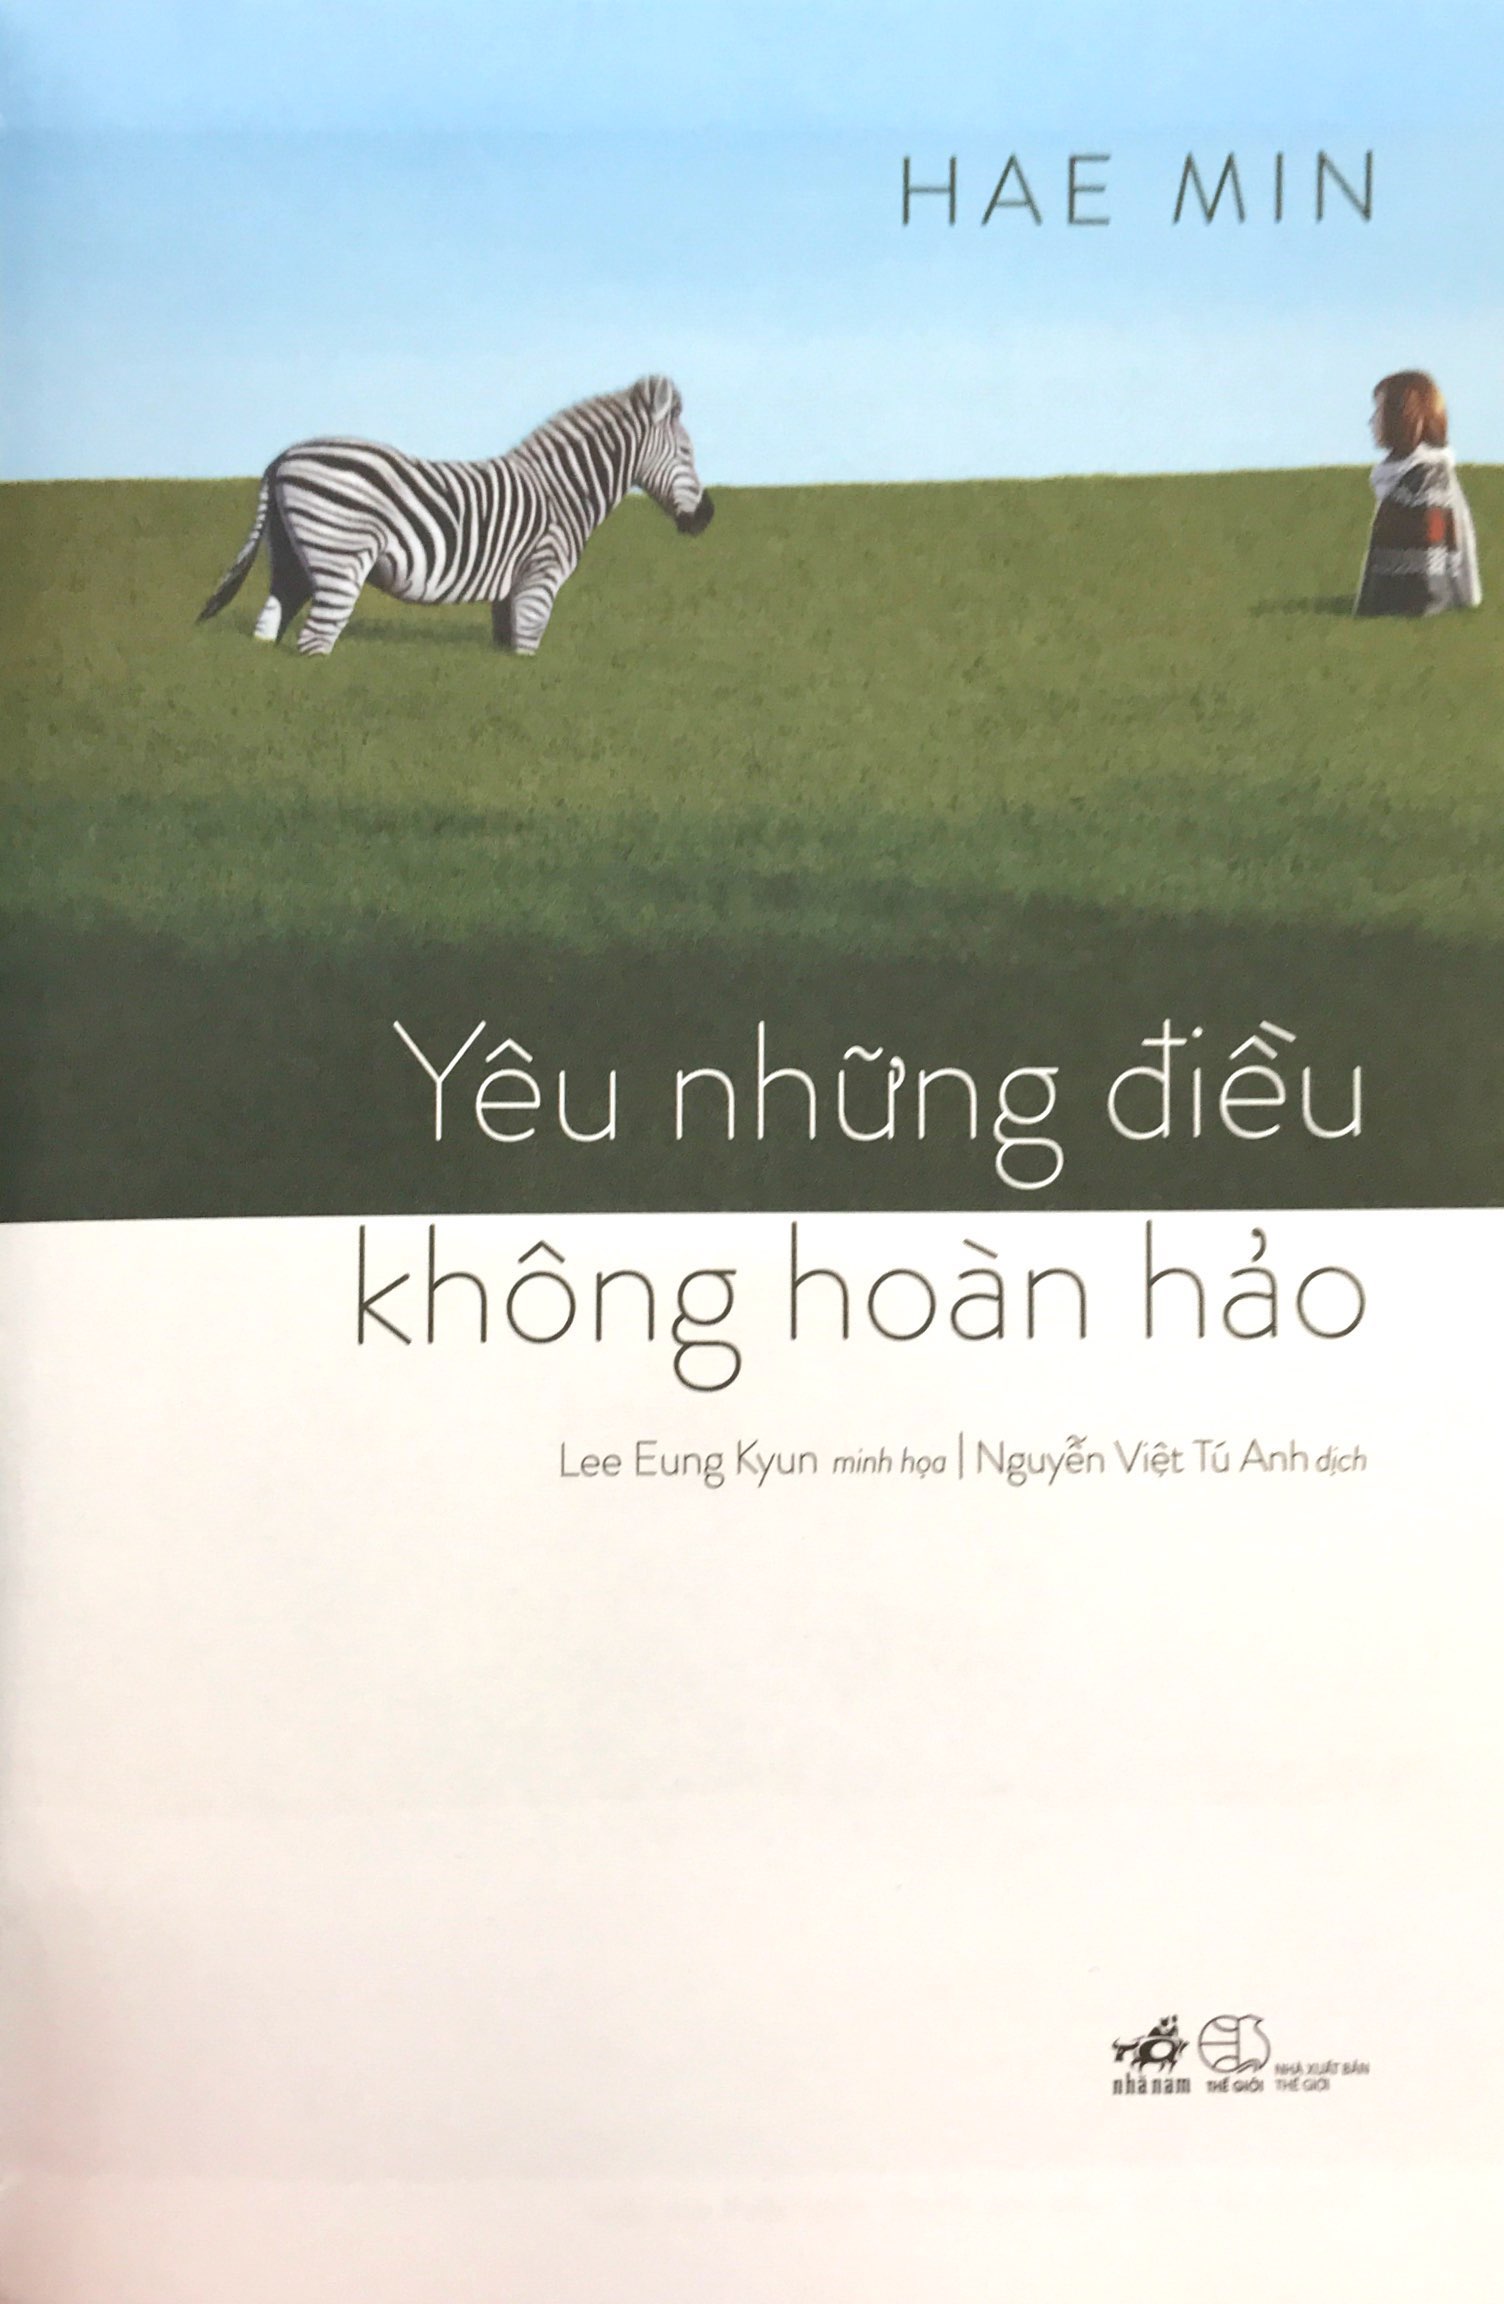 HAE MIN
Yêu những điều
không hoàn hảo
Lee Eung Kyun minh họa | Nguyễn Việt Tú Anh dịch
nhã nam
THẾ GIỚI
NHÀ XUẤT BẢN
THẾ GIỚI